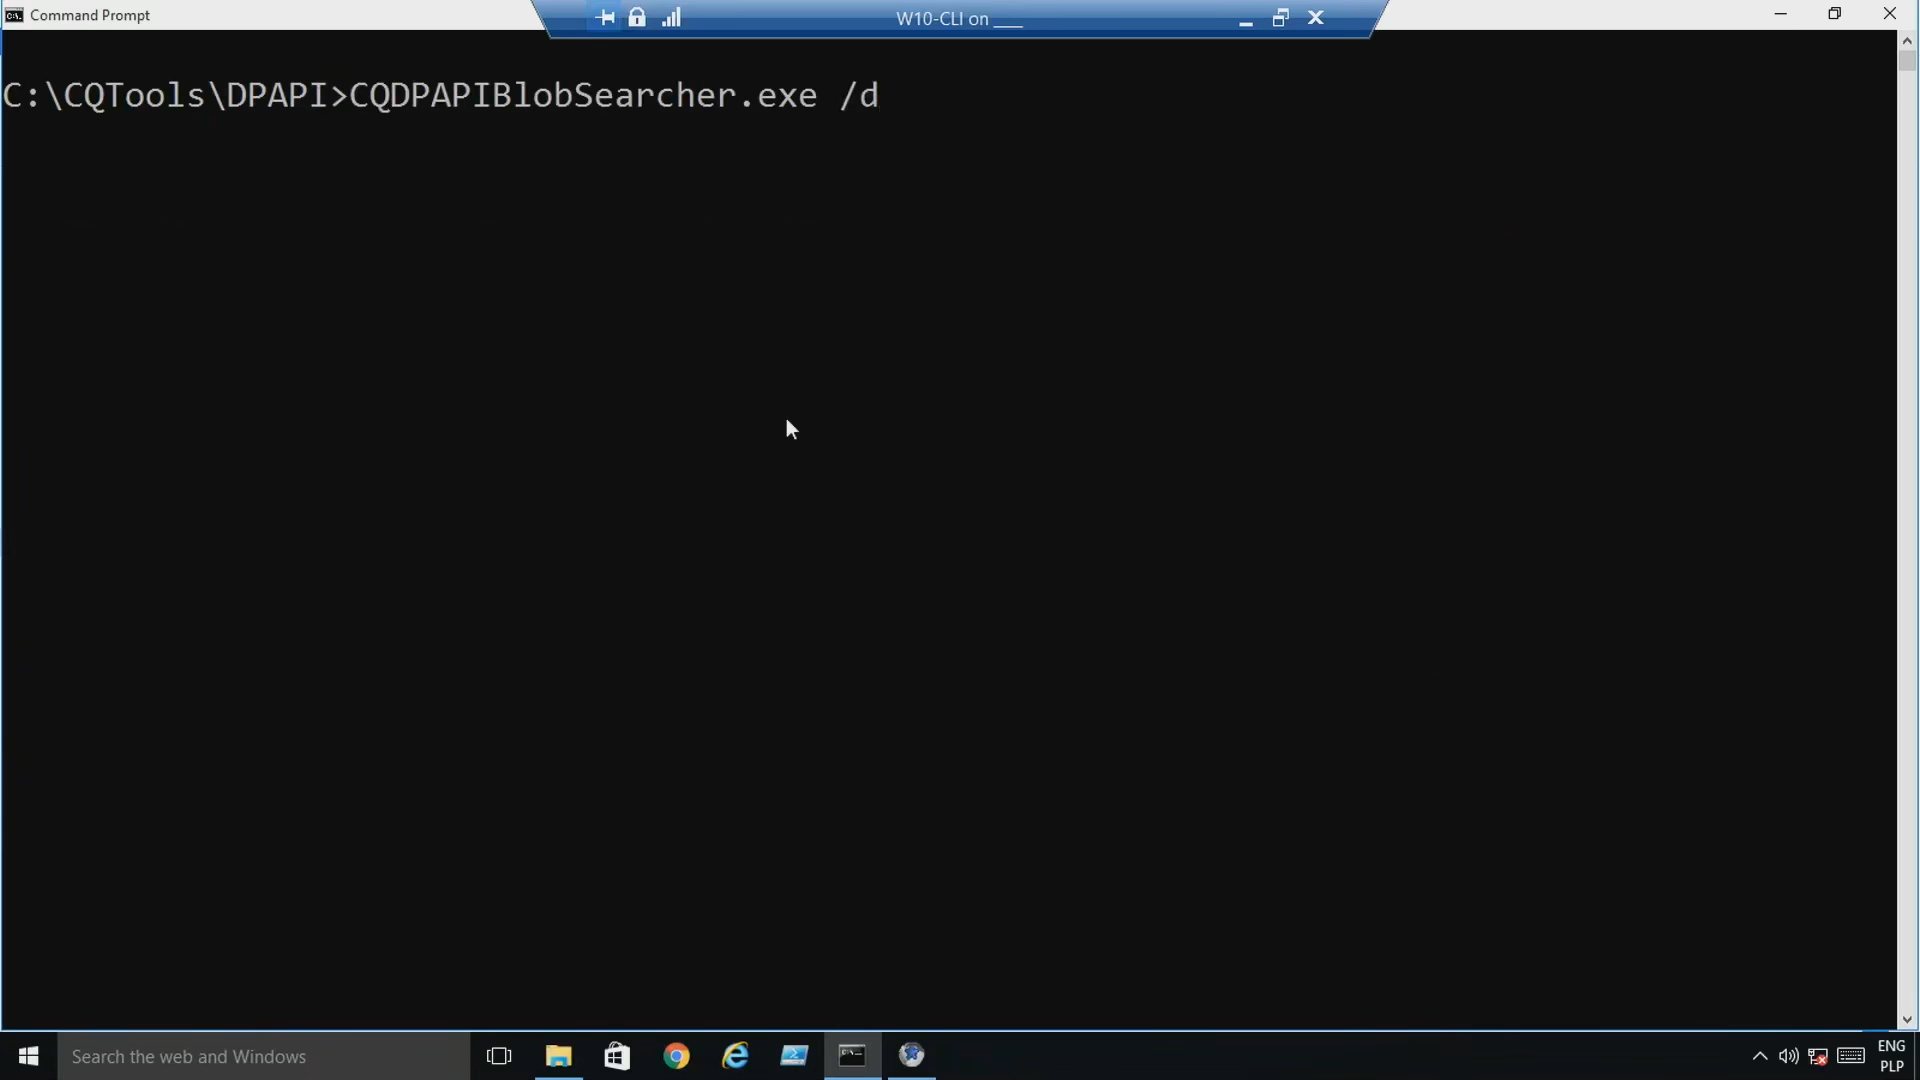 Command Prompt
W10-CLI on ___
C:\CQTools\DPAPI>CQDPAPIBlobSearcher.exe /d
Search the web and Windows
ENG
PLP